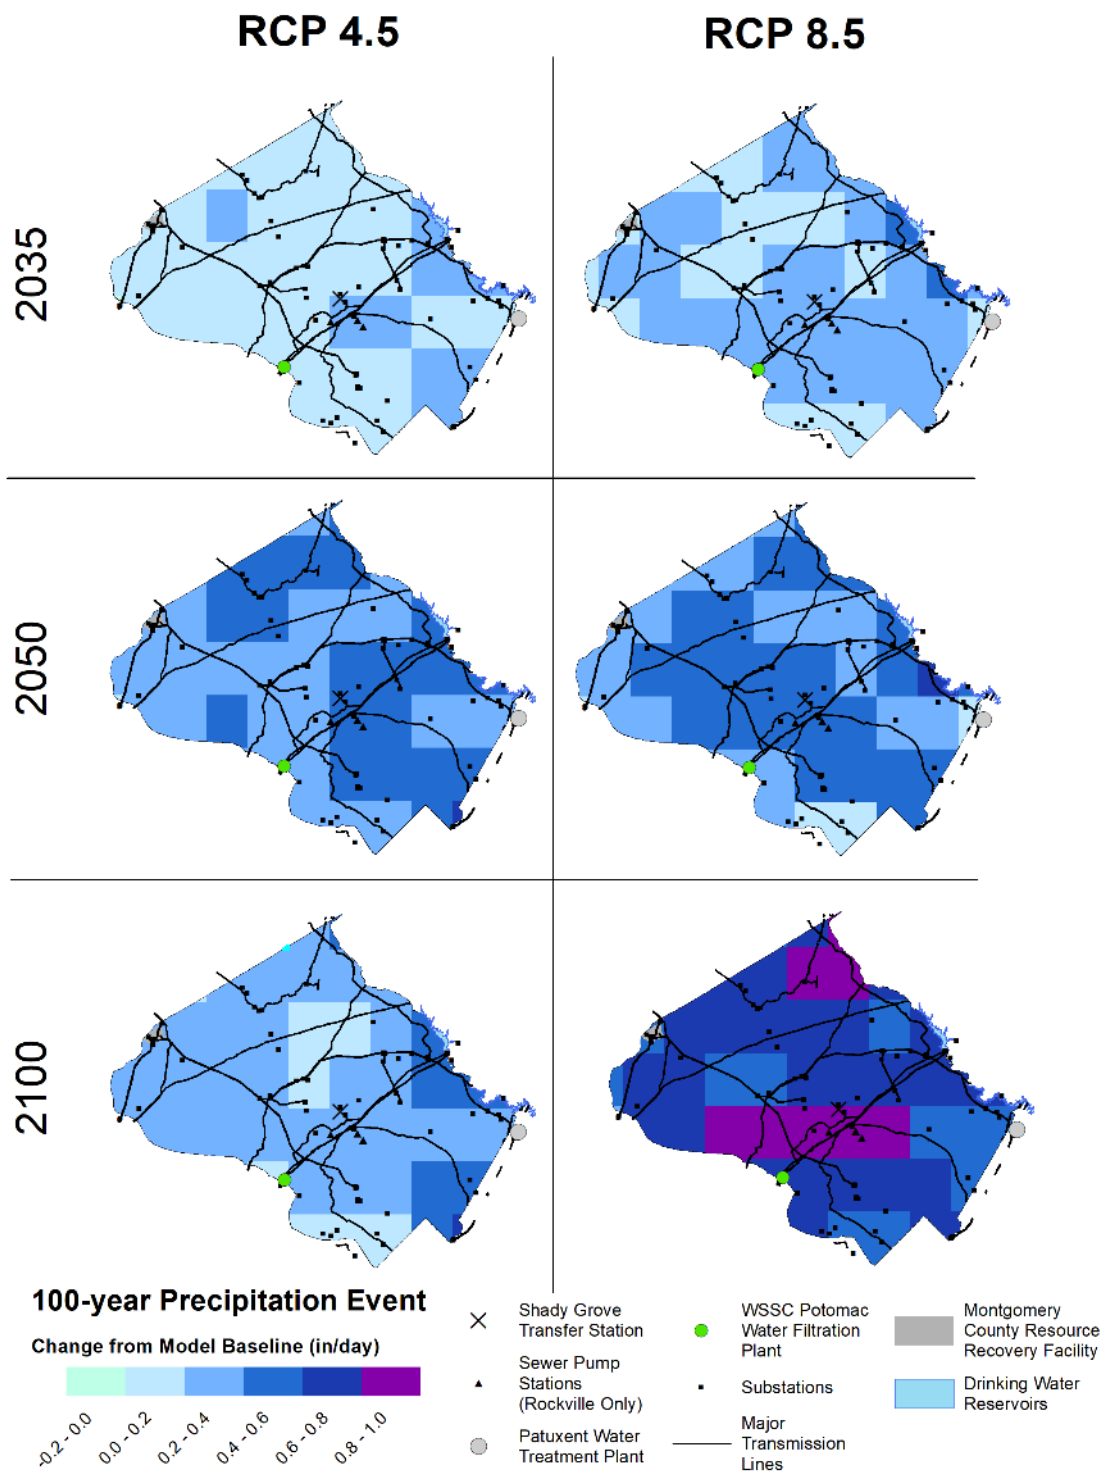 RCP 4.5
RCP 8.5
2035
2050
2100
100-year Precipitation Event
Change from Model Baseline (in/day)
-0.2 - 0.0
0.0 - 0.2
0.2 - 0.4
0.4 - 0.6
0.6 - 0.8
0.8 - 1.0
Shady Grove
Transfer Station
Sewer Pump
Stations
(Rockville Only)
Patuxent Water
Treatment Plant
WSSC Potomac
Water Filtration
Plant
Substations
Major
Transmission
Lines
Montgomery
County Resource
Recovery Facility
Drinking Water
Reservoirs